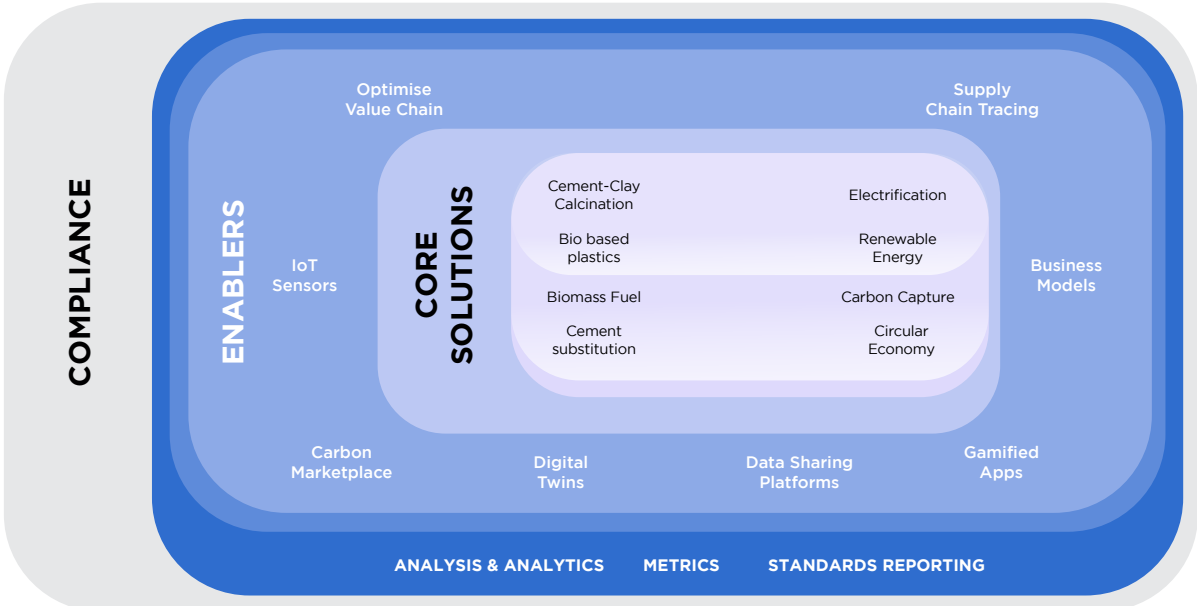 COMPLIANCE
ENABLERS
Optimise
Value Chain
Supply
Chain Tracing
IoT
Sensors
Business
Models
CORE
SOLUTIONS
Cement-Clay
Calcination
Electrification
Bio based
plastics
Renewable
Energy
Biomass Fuel
Carbon Capture
Cement
substitution
Circular
Economy
Carbon
Marketplace
Digital
Twins
Data Sharing
Platforms
Gamified
Apps
ANALYSIS & ANALYTICS METRICS STANDARDS REPORTING